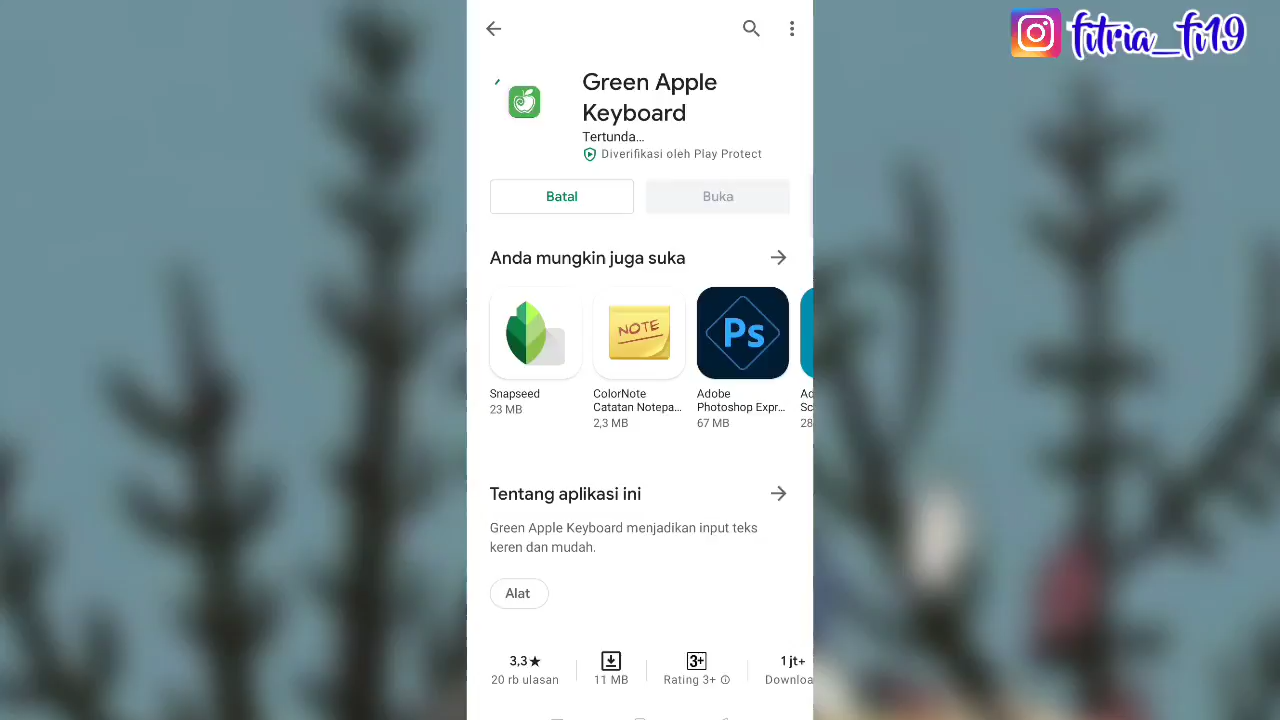 fitria_fi19
Green Apple
Keyboard
Tertunda...
Diverifikasi oleh Play Protect
Batal
Buka
Anda mungkin juga suka
NOTE
Ps
Snapseed
23 MB
ColorNote
Catatan Notepa...
2,3 MB
Adobe
Photoshop Expr...
67 MB
Ad
Sc
28
Tentang aplikasi ini
Green Apple Keyboard menjadikan input teks
keren dan mudah.
Alat
3,3★
20 rb ulasan
11 MB
3+
Rating 3+
1 jt+
Downloa